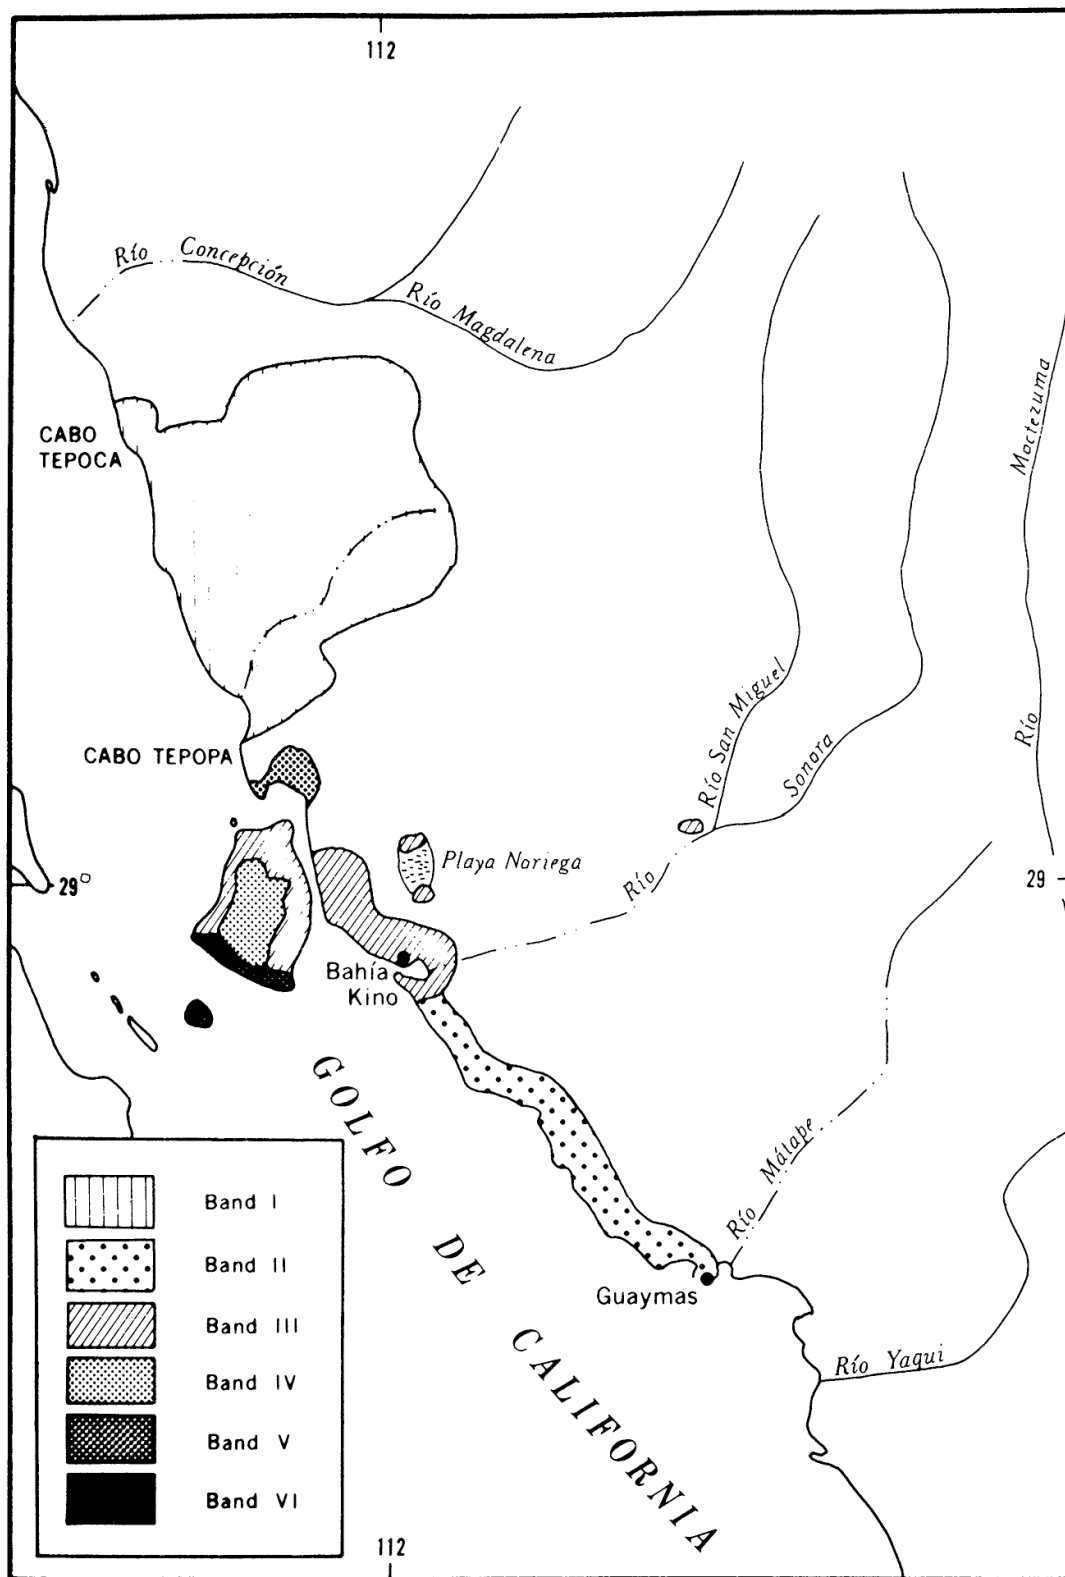 112
Río Concepción
Río Magdalena
CABO
TEPOCA
Moctezuma
Río
Río San Miguel
Sonora
Río
CABO TEPOPA
Playa Noriega
29°
29
Bahía
Kino
GOLFO DE CALIFORNIA
Río Mátape
Guaymas
Río Yaqui
Band I
Band II
Band III
Band IV
Band V
Band VI
112